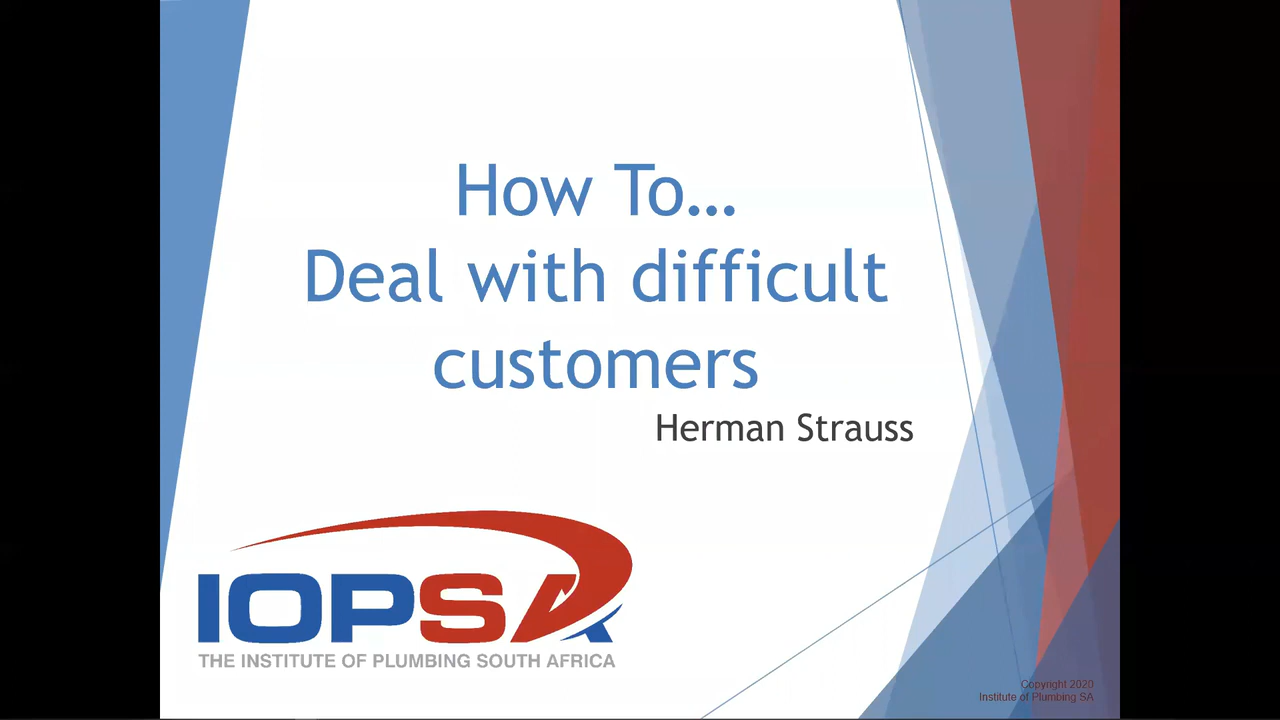 How To…
Deal with difficult
customers
Herman Strauss
IOPSA
THE INSTITUTE OF PLUMBING SOUTH AFRICA
Copyright 2020
Institute of Plumbing SA